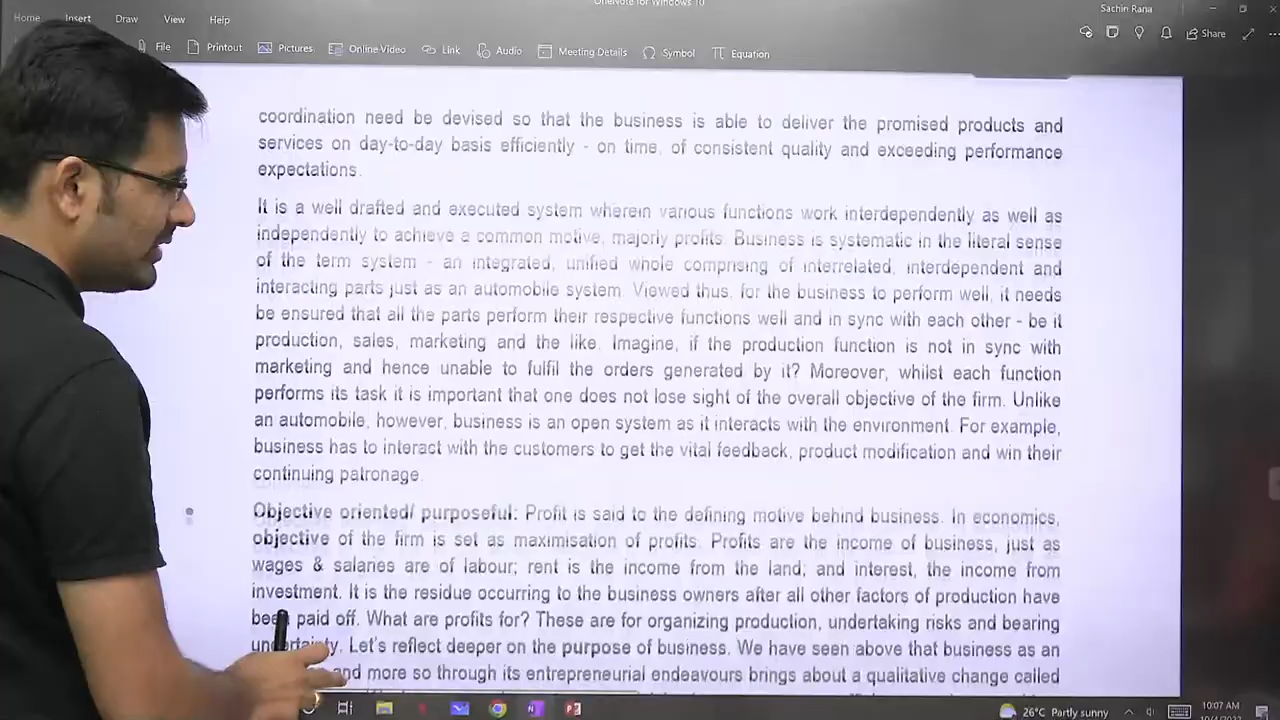 OneNote for Windows 10
Sachin Rana
Home Insert Draw View Help
File Printout Pictures Online Video Link Audio Meeting Details Symbol Equation Share
coordination need be devised so that the business is able to deliver the promised products and
services on day-to-day basis efficiently - on time, of consistent quality and exceeding performance
expectations.
It is a well drafted and executed system wherein various functions work interdependently as well as
independently to achieve a common motive, majorly profits. Business is systematic in the literal sense
of the term system - an integrated, unified whole comprising of interrelated, interdependent and
interacting parts just as an automobile system. Viewed thus, for the business to perform well, it needs
be ensured that all the parts perform their respective functions well and in sync with each other - be it
production, sales, marketing and the like. Imagine, if the production function is not in sync with
marketing and hence unable to fulfil the orders generated by it? Moreover, whilst each function
performs its task it is important that one does not lose sight of the overall objective of the firm. Unlike
an automobile, however, business is an open system as it interacts with the environment. For example,
business has to interact with the customers to get the vital feedback, product modification and win their
continuing patronage.
Objective oriented/ purposeful: Profit is said to the defining motive behind business. In economics,
objective of the firm is set as maximisation of profits. Profits are the income of business, just as
wages & salaries are of labour; rent is the income from the land; and interest, the income from
investment. It is the residue occurring to the business owners after all other factors of production have
been paid off. What are profits for? These are for organizing production, undertaking risks and bearing
uncertainty. Let's reflect deeper on the purpose of business. We have seen above that business as an
and more so through its entrepreneurial endeavours brings about a qualitative change called
26°C Partly sunny
10:07 AM